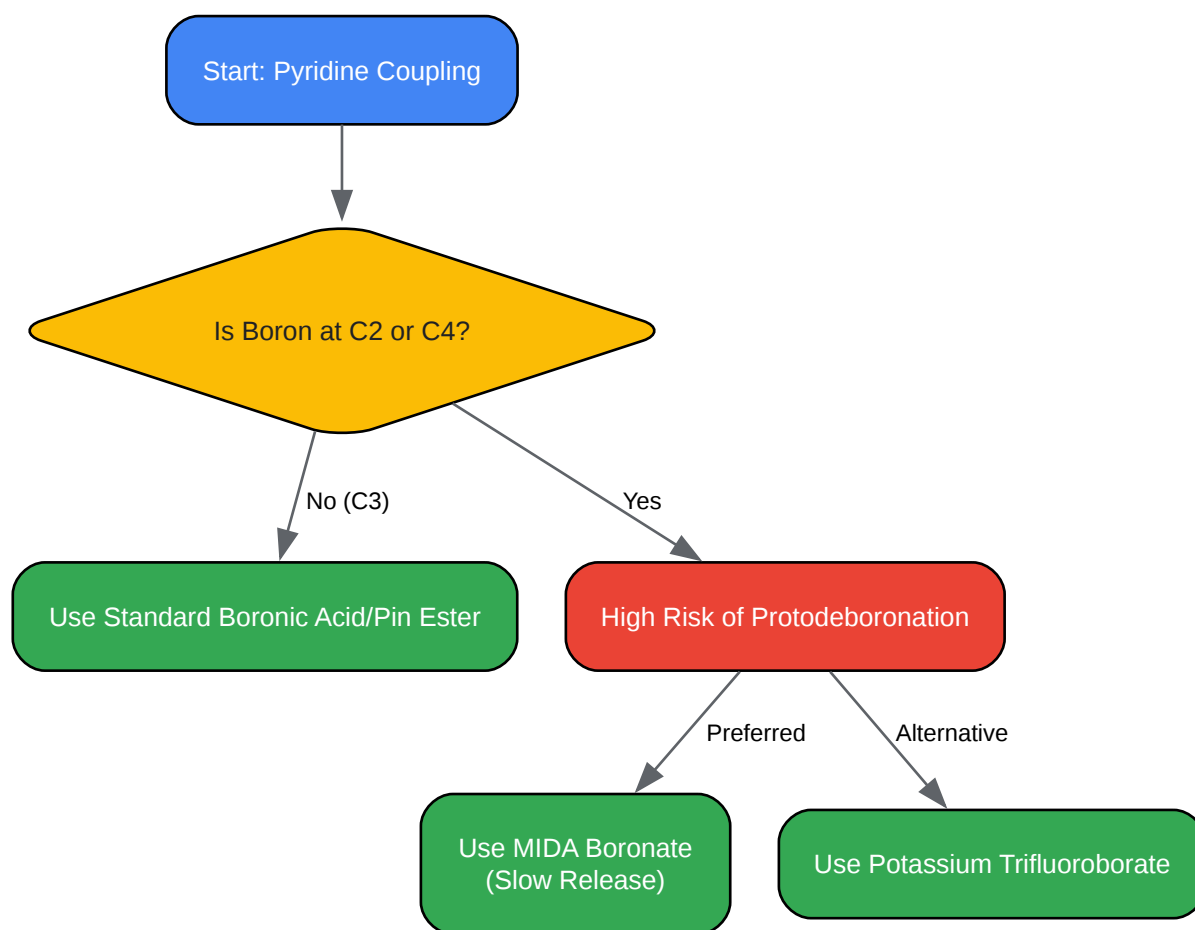 Start: Pyridine Coupling
Is Boron at C2 or C4?
No (C3)
Yes
Use Standard Boronic Acid/Pin Ester
High Risk of Protodeboronation
Preferred
Alternative
Use MIDA Boronate
(Slow Release)
Use Potassium Trifluoroborate